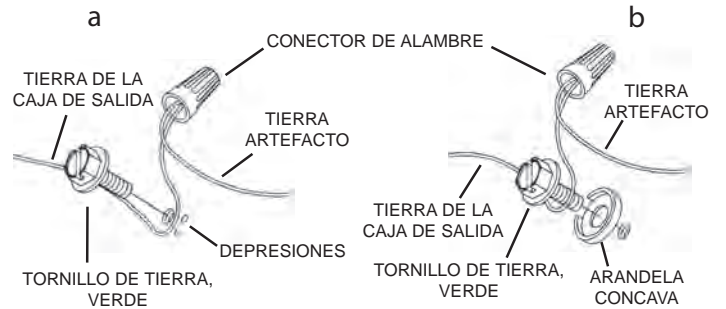 a
b
CONECTOR DE ALAMBRE
TIERRA DE LA
CAJA DE SALIDA
TIERRA
ARTEFACTO
DEPRESIONES
TORNILLO DE TIERRA,
VERDE
TIERRA
ARTEFACTO
TIERRA DE LA
CAJA DE SALIDA
TORNILLO DE TIERRA,
VERDE
ARANDELA
CONCAVA